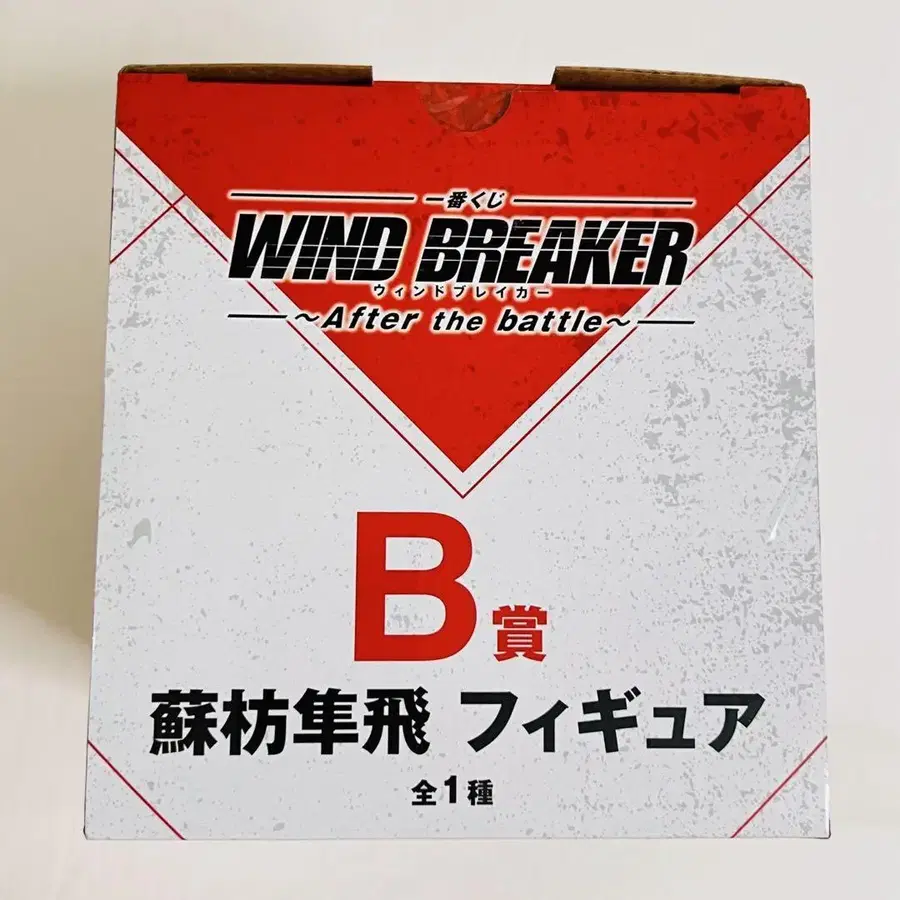 一番くじ
WIND BREAKER
ウィンドブレイカー
～After the battle～
B賞
蘇枋隼飛 フィギュア
全1種